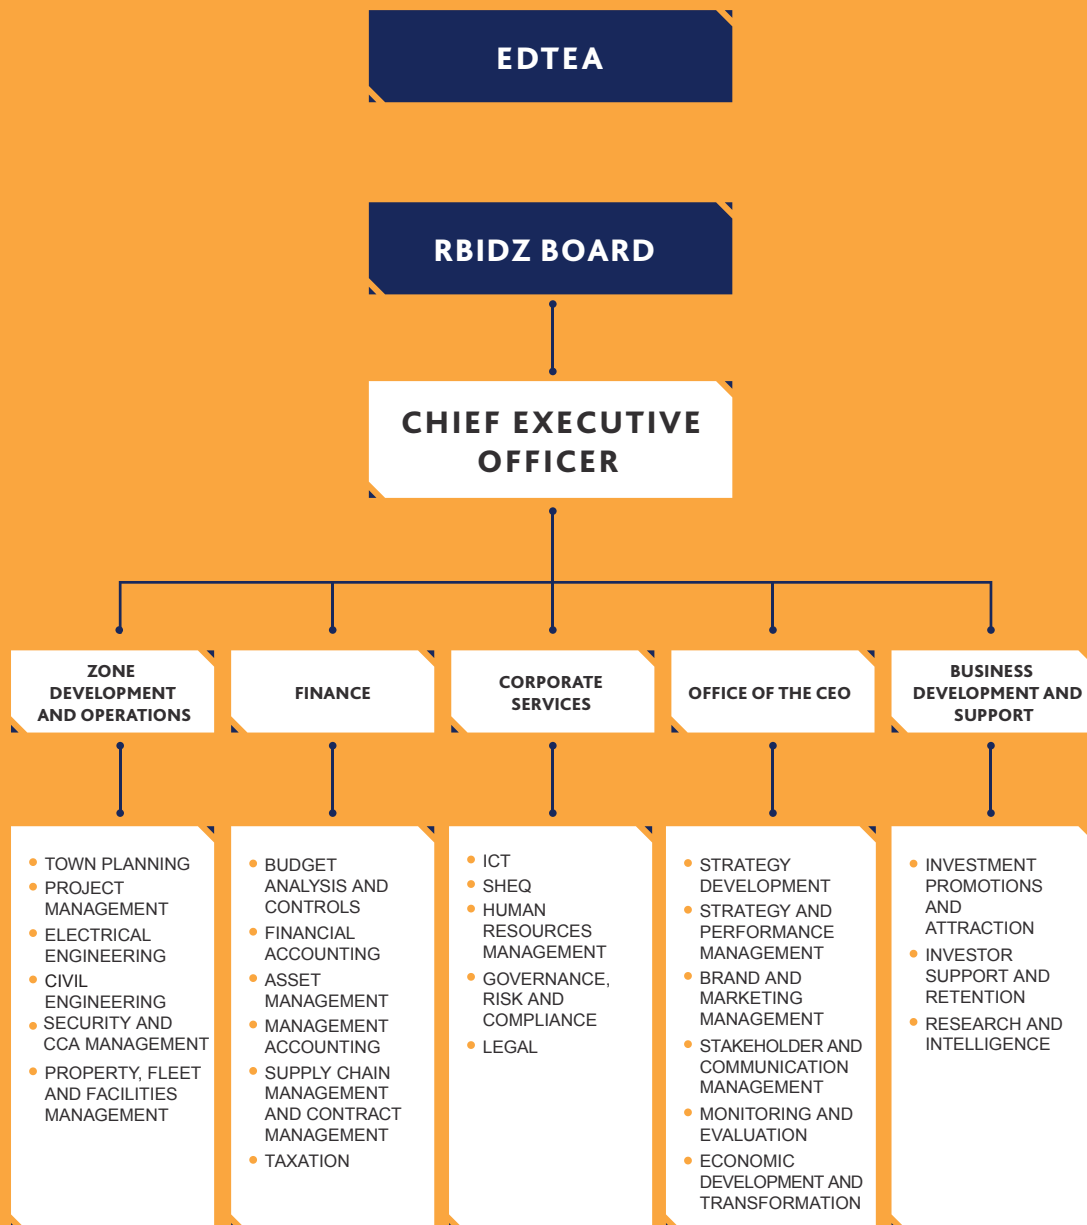 EDTEA
RBIDZ BOARD
CHIEF EXECUTIVE
OFFICER
ZONE
DEVELOPMENT
AND OPERATIONS
FINANCE
CORPORATE
SERVICES
OFFICE OF THE CEO
BUSINESS
DEVELOPMENT AND
SUPPORT
• TOWN PLANNING
• PROJECT
MANAGEMENT
• ELECTRICAL
ENGINEERING
• CIVIL
ENGINEERING
• SECURITY AND
CCA MANAGEMENT
• PROPERTY, FLEET
AND FACILITIES
MANAGEMENT
• BUDGET
ANALYSIS AND
CONTROLS
• FINANCIAL
ACCOUNTING
• ASSET
MANAGEMENT
• MANAGEMENT
ACCOUNTING
• SUPPLY CHAIN
MANAGEMENT
AND CONTRACT
MANAGEMENT
• TAXATION
• ICT
• SHEQ
• HUMAN
RESOURCES
MANAGEMENT
• GOVERNANCE,
RISK AND
COMPLIANCE
• LEGAL
• STRATEGY
DEVELOPMENT
• STRATEGY AND
PERFORMANCE
MANAGEMENT
• BRAND AND
MARKETING
MANAGEMENT
• STAKEHOLDER AND
COMMUNICATION
MANAGEMENT
• MONITORING AND
EVALUATION
• ECONOMIC
DEVELOPMENT AND
TRANSFORMATION
• INVESTMENT
PROMOTIONS
AND
ATTRACTION
• INVESTOR
SUPPORT AND
RETENTION
• RESEARCH AND
INTELLIGENCE